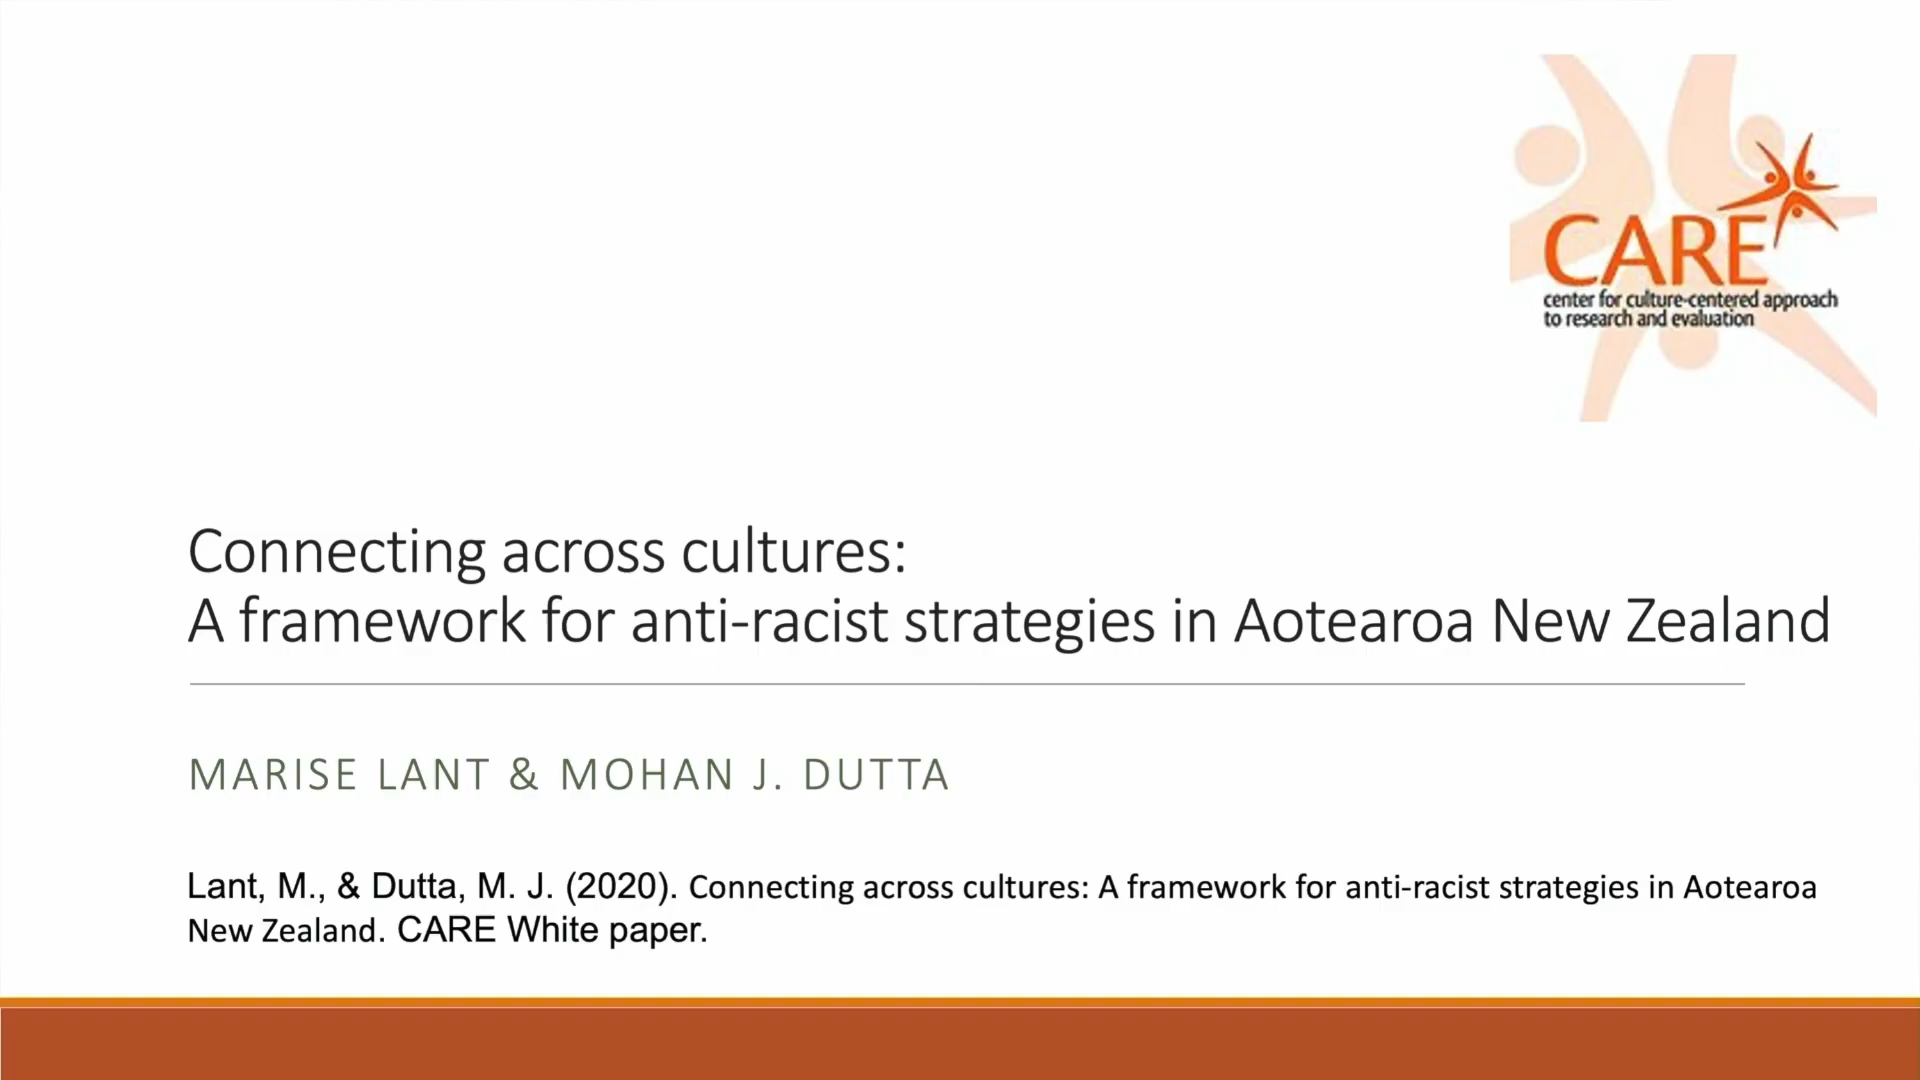 CARE
center for culture-centered approach
to research and evaluation
Connecting across cultures:
A framework for anti-racist strategies in Aotearoa New Zealand
MARISE LANT & MOHAN J. DUTTA
Lant, M., & Dutta, M. J. (2020). Connecting across cultures: A framework for anti-racist strategies in Aotearoa
New Zealand. CARE White paper.